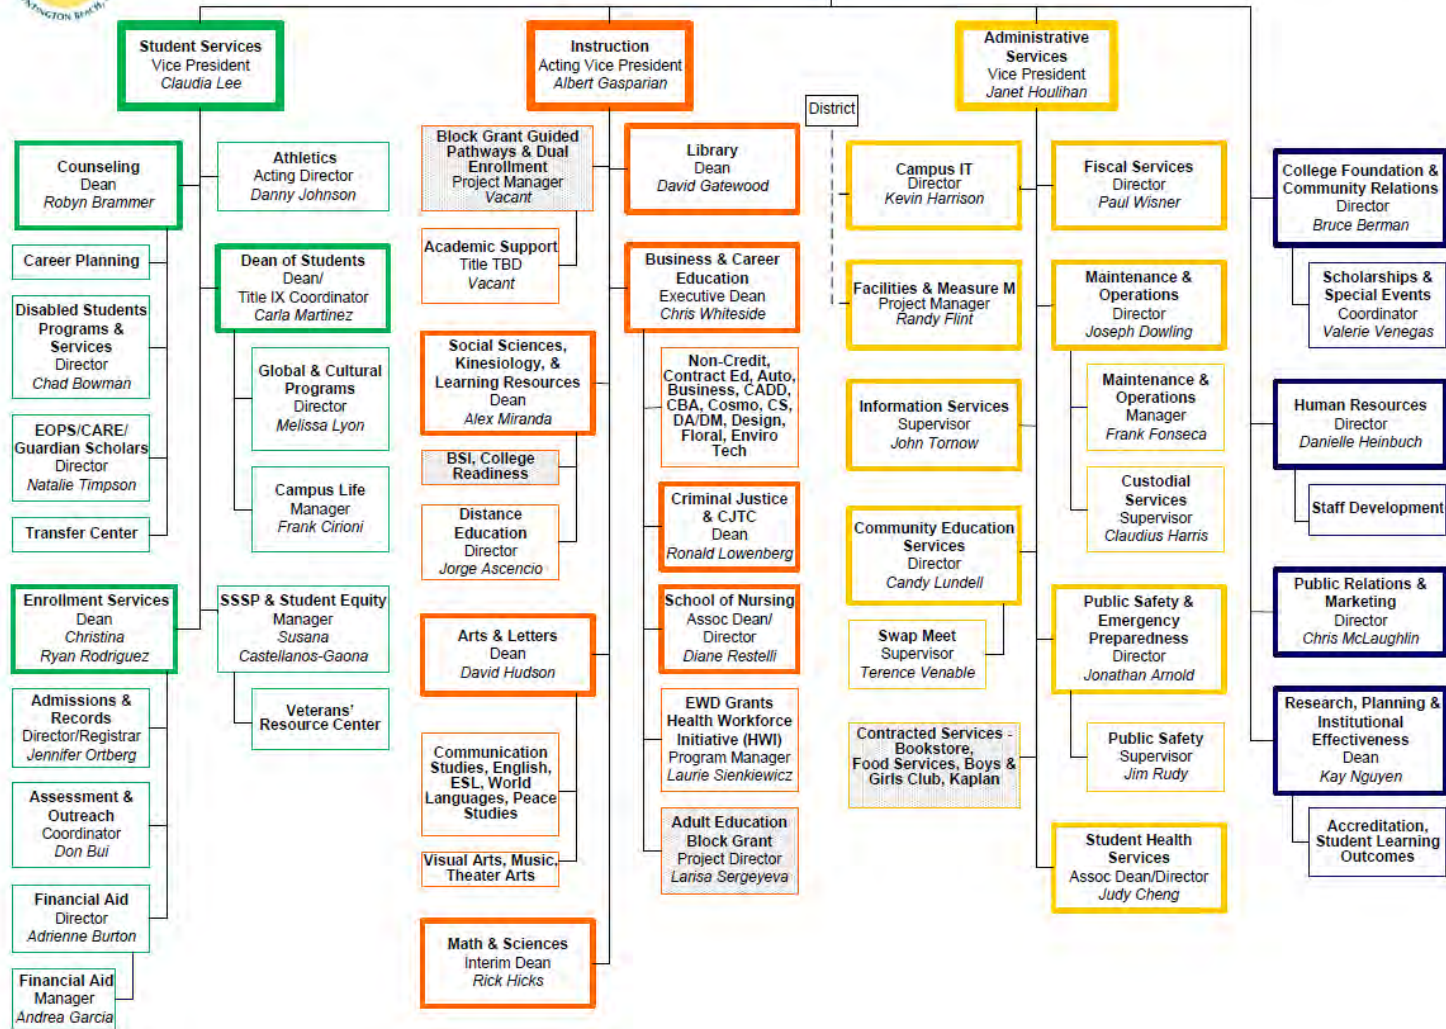 NTINGTON BEACH,
Student Services
Vice President
Claudia Lee
Instruction
Acting Vice President
Albert Gasparian
Administrative
Services
Vice President
Janet Houlihan
District
Counseling
Dean
Robyn Brammer
Athletics
Acting Director
Danny Johnson
Career Planning
Dean of Students
Dean/
Title IX Coordinator
Carla Martinez
Disabled Students
Programs &
Services
Director
Chad Bowman
Global & Cultural
Programs
Director
Melissa Lyon
EOPS/CARE/
Guardian Scholars
Director
Natalie Timpson
Campus Life
Manager
Frank Cirioni
Transfer Center
Enrollment Services
Dean
Christina
Ryan Rodriguez
SSSP & Student Equity
Manager
Susana
Castellanos-Gaona
Admissions &
Records
Director/Registrar
Jennifer Ortberg
Veterans'
Resource Center
Assessment &
Outreach
Coordinator
Don Bui
Financial Aid
Director
Adrienne Burton
Financial Aid
Manager
Andrea Garcia
Block Grant Guided
Pathways & Dual
Enrollment
Project Manager
Vacant
Library
Dean
David Gatewood
Academic Support
Title TBD
Vacant
Business & Career
Education
Executive Dean
Chris Whiteside
Social Sciences,
Kinesiology, &
Learning Resources
Dean
Alex Miranda
Non-Credit,
Contract Ed, Auto,
Business, CADD,
CBA, Cosmo, CS,
DA/DM, Design,
Floral, Enviro
Tech
BSI, College
Readiness
Distance
Education
Director
Jorge Ascencio
Criminal Justice
& CJTC
Dean
Ronald Lowenberg
Arts & Letters
Dean
David Hudson
School of Nursing
Assoc Dean/
Director
Diane Restelli
Communication
Studies, English,
ESL, World
Languages, Peace
Studies
EWD Grants
Health Workforce
Initiative (HWI)
Program Manager
Laurie Sienkiewicz
Visual Arts, Music,
Theater Arts
Adult Education
Block Grant
Project Director
Larisa Sergeyeva
Math & Sciences
Interim Dean
Rick Hicks
Campus IT
Director
Kevin Harrison
Fiscal Services
Director
Paul Wisner
Facilities & Measure M
Project Manager
Randy Flint
Maintenance &
Operations
Director
Joseph Dowling
Information Services
Supervisor
John Tornow
Maintenance &
Operations
Manager
Frank Fonseca
Custodial
Services
Supervisor
Claudius Harris
Community Education
Services
Director
Candy Lundell
Swap Meet
Supervisor
Terence Venable
Public Safety &
Emergency
Preparedness
Director
Jonathan Arnold
Contracted Services -
Bookstore,
Food Services, Boys &
Girls Club, Kaplan
Public Safety
Supervisor
Jim Rudy
Student Health
Services
Assoc Dean/Director
Judy Cheng
College Foundation &
Community Relations
Director
Bruce Berman
Scholarships &
Special Events
Coordinator
Valerie Venegas
Human Resources
Director
Danielle Heinbuch
Staff Development
Public Relations &
Marketing
Director
Chris McLaughlin
Research, Planning &
Institutional
Effectiveness
Dean
Kay Nguyen
Accreditation,
Student Learning
Outcomes